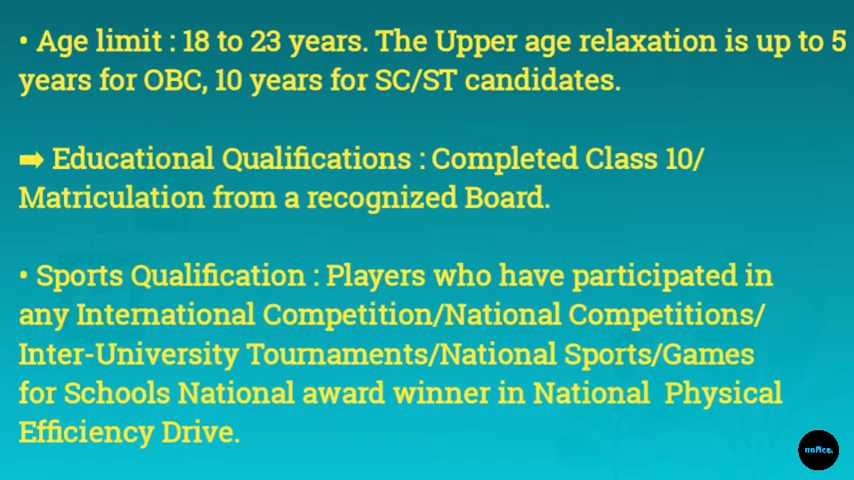 • Age limit : 18 to 23 years. The Upper age relaxation is up to 5
years for OBC, 10 years for SC/ST candidates.
➡ Educational Qualifications : Completed Class 10/
Matriculation from a recognized Board.
• Sports Qualification : Players who have participated in
any International Competition/National Competitions/
Inter-University Tournaments/National Sports/Games
for Schools National award winner in National Physical
Efficiency Drive.